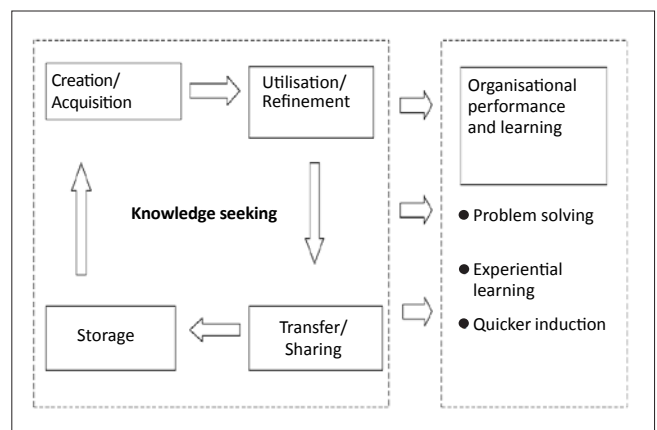 Creation/
Acquisition
Utilisation/
Refinement
Organisational
performance
and learning
Knowledge seeking
● Problem solving
● Experiential
learning
● Quicker induction
Storage
Transfer/
Sharing